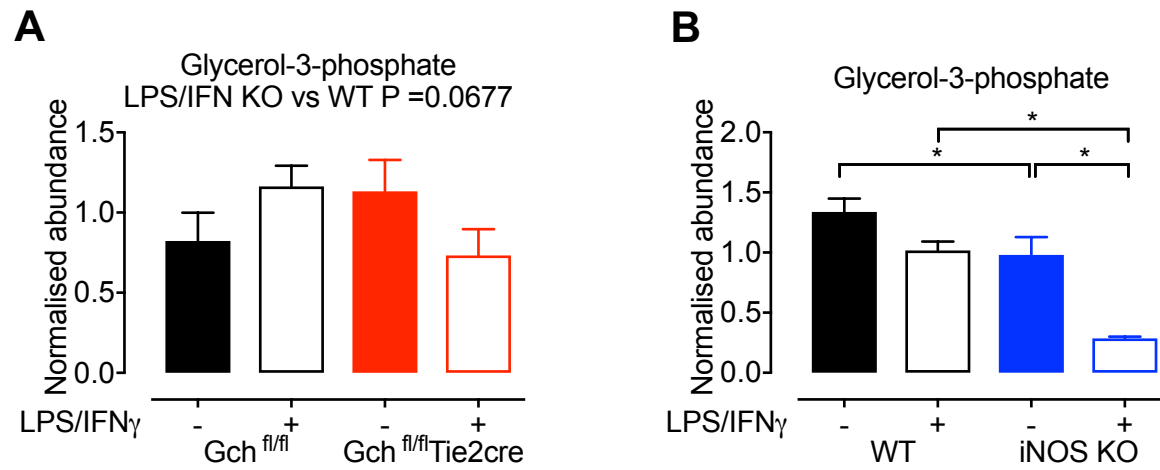 A
Glycerol-3-phosphate
LPS/IFN KO vs WT P =0.0677
Normalised abundance
1.5
1.0
0.5
0.0
LPS/IFNγ - + - +
Gch fl/fl Gch fl/flTie2cre
B
Glycerol-3-phosphate
Normalised abundance
2.0
1.5
1.0
0.5
0.0
*
* *
LPS/IFNγ - + - +
WT iNOS KO